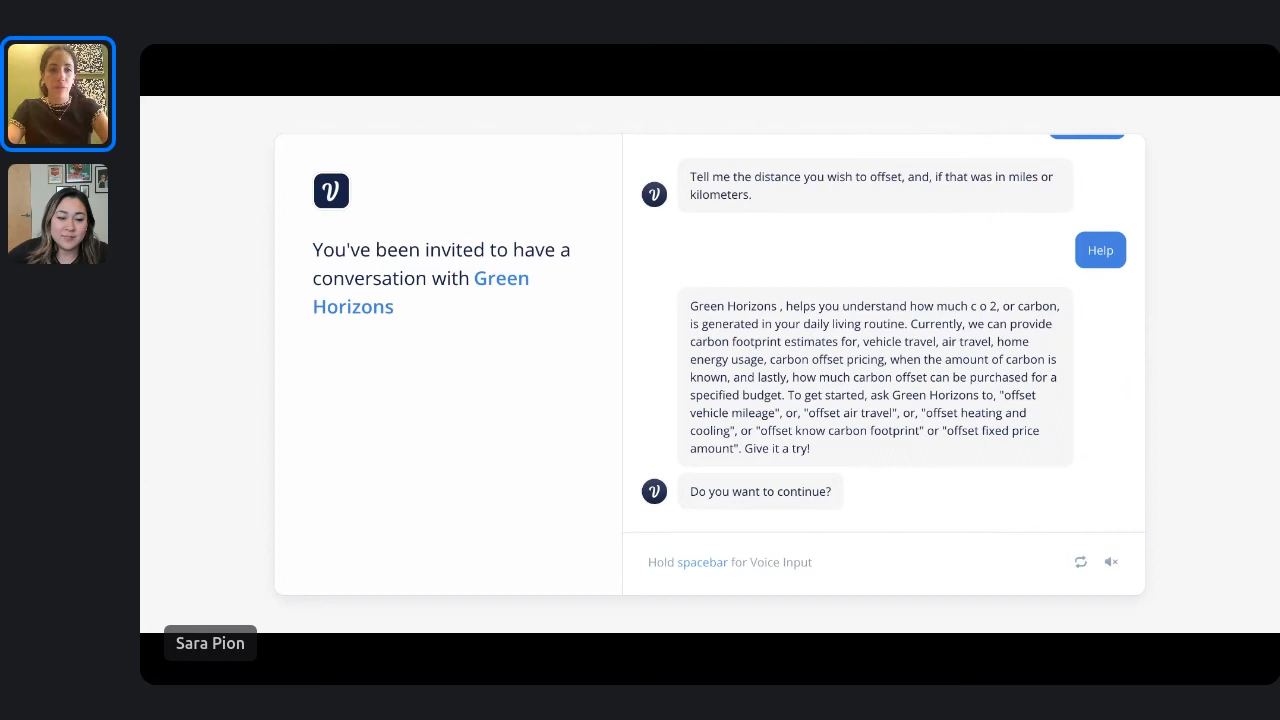 You've been invited to have a
conversation with Green
Horizons
Tell me the distance you wish to offset, and, if that was in miles or
kilometers.
Help
Green Horizons , helps you understand how much c o 2, or carbon,
is generated in your daily living routine. Currently, we can provide
carbon footprint estimates for, vehicle travel, air travel, home
energy usage, carbon offset pricing, when the amount of carbon is
known, and lastly, how much carbon offset can be purchased for a
specified budget. To get started, ask Green Horizons to, "offset
vehicle mileage", or, "offset air travel", or, "offset heating and
cooling", or "offset know carbon footprint" or "offset fixed price
amount". Give it a try!
Do you want to continue?
Hold spacebar for Voice Input
Sara Pion